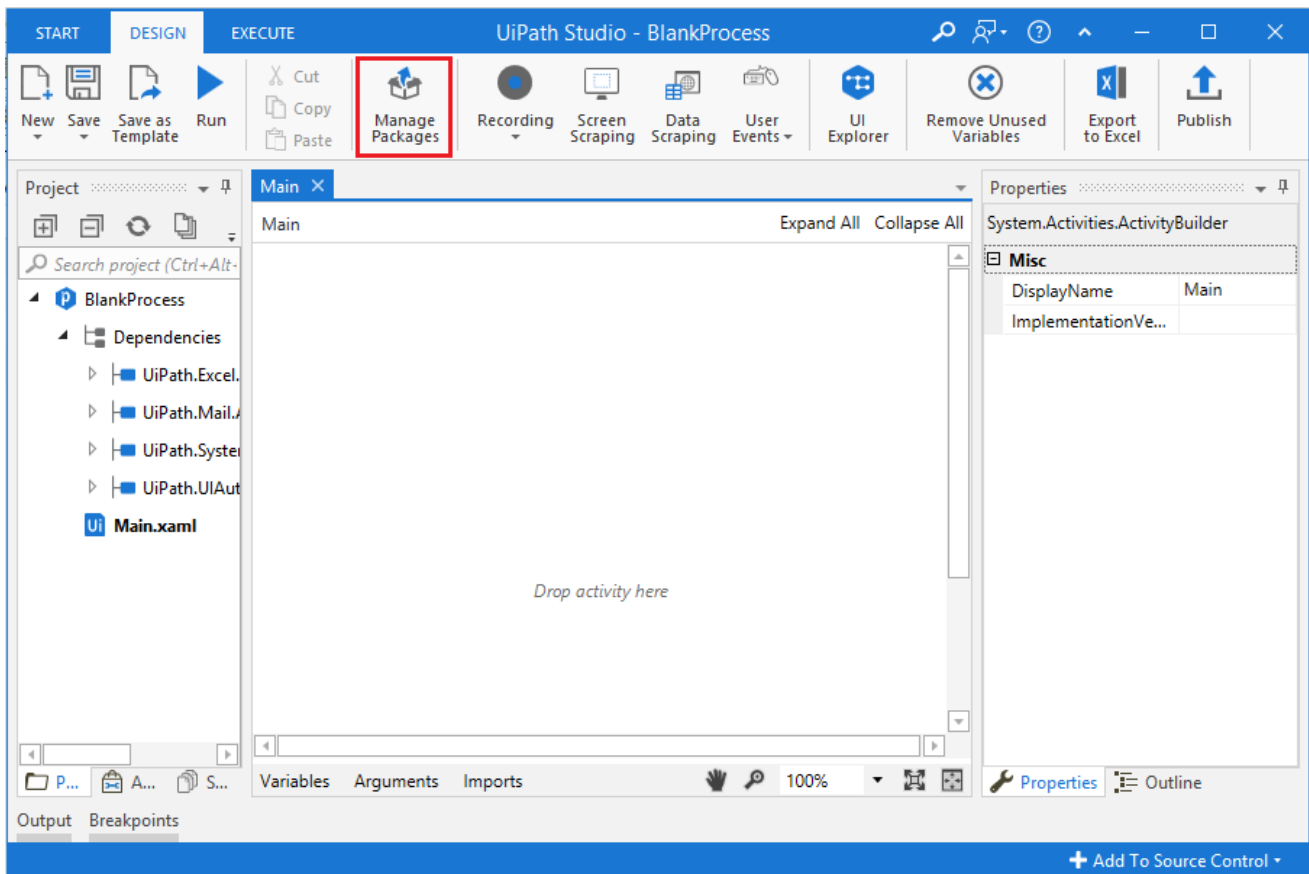 START DESIGN EXECUTE UiPath Studio - BlankProcess
New Save Save as Template Run
Cut
Copy
Paste
Manage Packages
Recording
Screen Scraping
Data Scraping
User Events
UI Explorer
Remove Unused Variables
Export to Excel
Publish
Project
Search project (Ctrl+Alt-
BlankProcess
Dependencies
UiPath.Excel.
UiPath.Mail.
UiPath.System
UiPath.UIAut
Ui Main.xaml
P... A... S...
Main
Main Expand All Collapse All
Drop activity here
Variables Arguments Imports 100%
Properties
System.Activities.ActivityBuilder
Misc
DisplayName Main
ImplementationVe...
Properties Outline
Output Breakpoints
Add To Source Control